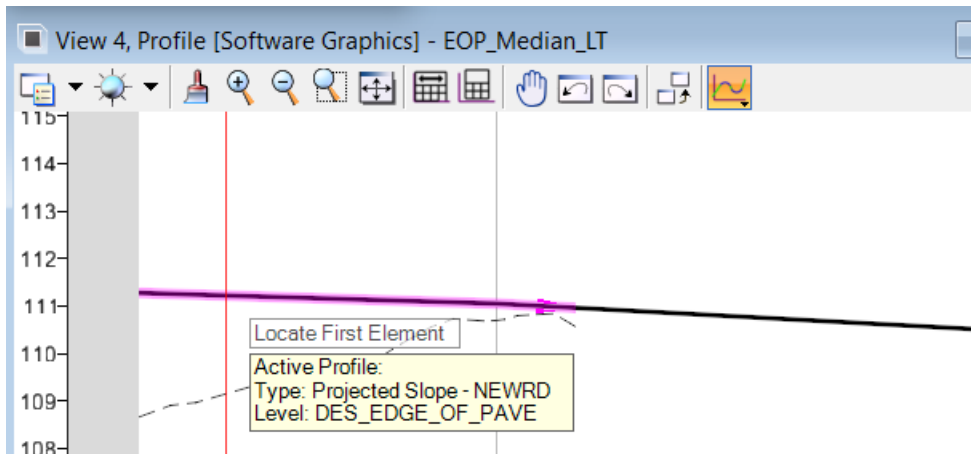 View 4, Profile [Software Graphics] - EOP_Median_LT
115
114
113
112
111
110
109
108
Locate First Element
Active Profile:
Type: Projected Slope - NEWRD
Level: DES_EDGE_OF_PAVE